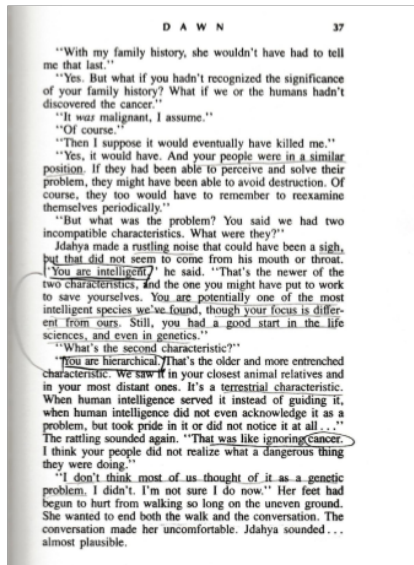 DAWN 37
"With my family history, she wouldn't have had to tell
me that last."
"Yes. But what if you hadn't recognized the significance
of your family history? What if we or the humans hadn't
discovered the cancer."
"It was malignant, I assume."
"Of course."
"Then I suppose it would eventually have killed me."
"Yes, it would have. And your people were in a similar
position. If they had been able to perceive and solve their
problem, they might have been able to avoid destruction. Of
course, they too would have to remember to reexamine
themselves periodically."
"But what was the problem? You said we had two
incompatible characteristics. What were they?"
Jdahya made a rustling noise that could have been a sigh,
but that did not seem to come from his mouth or throat.
"You are intelligent," he said. "That's the newer of the
two characteristics, and the one you might have put to work
to save yourselves. You are potentially one of the most
intelligent species we've found, though your focus is differ-
ent from ours. Still, you had a good start in the life
sciences, and even in genetics."
"What's the second characteristic?"
"You are hierarchical. That's the older and more entrenched
characteristic. We saw it in your closest animal relatives and
in your most distant ones. It's a terrestrial characteristic.
When human intelligence served it instead of guiding it,
when human intelligence did not even acknowledge it as a
problem, but took pride in it or did not notice it at all . . ."
The rattling sounded again. "That was like ignoring cancer.
I think your people did not realize what a dangerous thing
they were doing."
"I don't think most of us thought of it as a genetic
problem. I didn't. I'm not sure I do now." Her feet had
begun to hurt from walking so long on the uneven ground.
She wanted to end both the walk and the conversation. The
conversation made her uncomfortable. Jdahya sounded . . .
almost plausible.